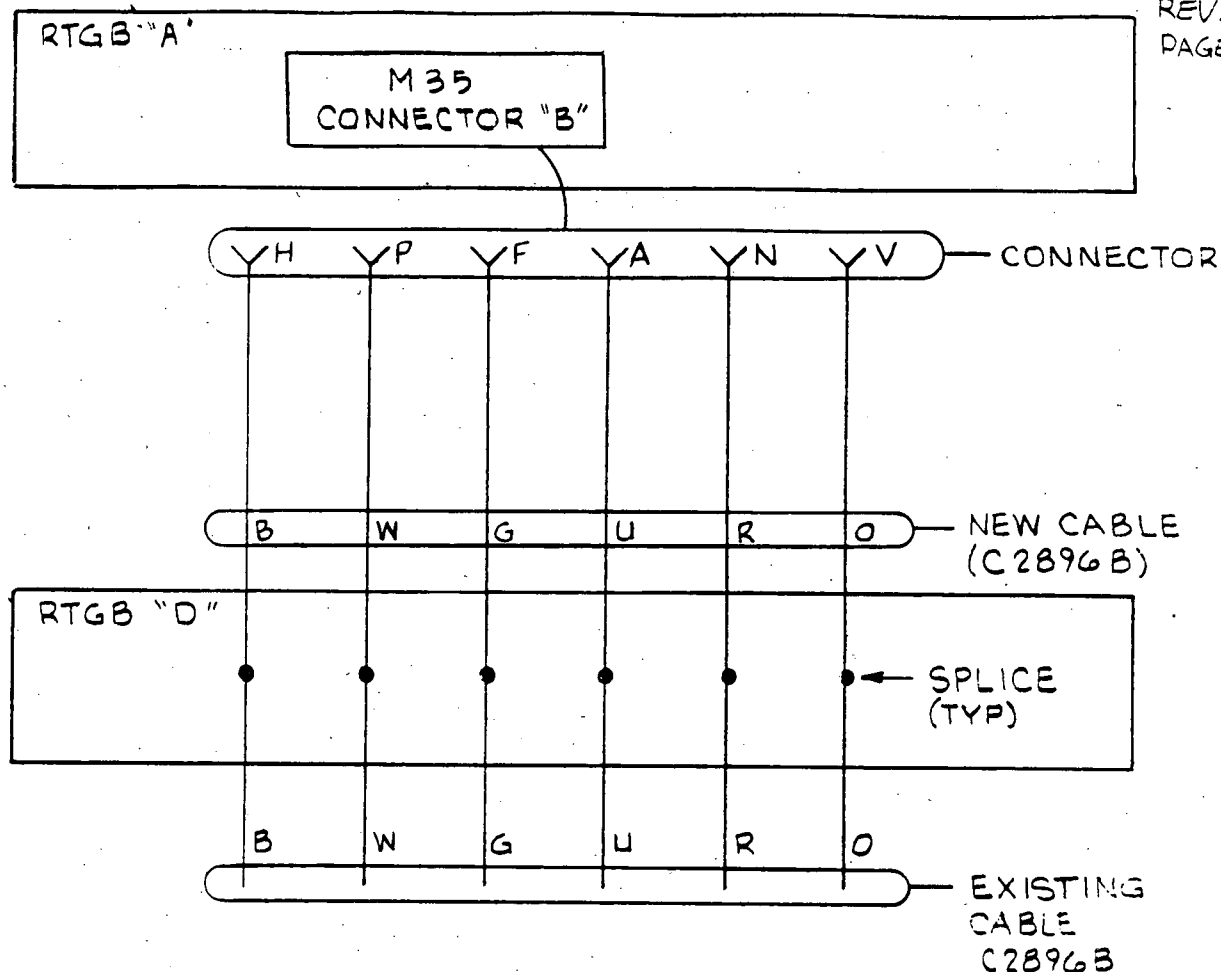 REV.
PAGE
RTGB "A"
M35
CONNECTOR "B"
H P F A N V
CONNECTOR
B W G U R O
NEW CABLE
(C2896B)
RTGB "D"
SPLICE
(TYP)
B W G U R O
EXISTING
CABLE
C2896B